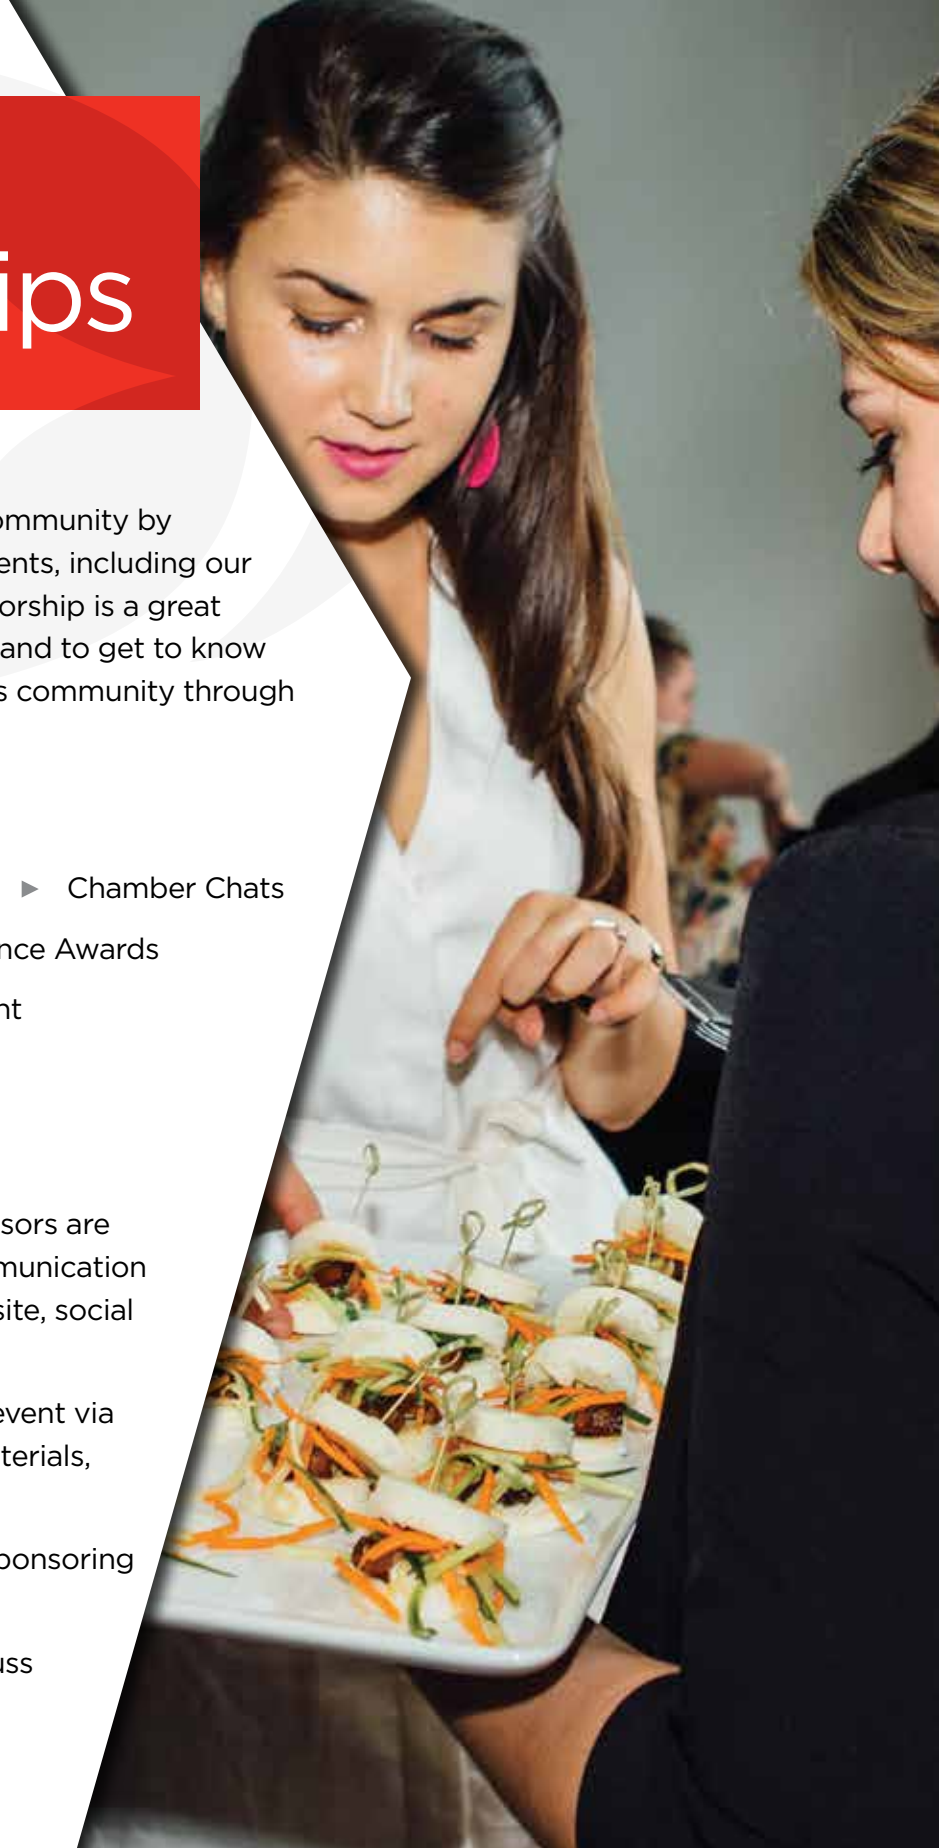 ips
ommunity by
ents, including our
orship is a great
and to get to know
s community through
► Chamber Chats
nce Awards
nt
sors are
munication
site, social
event via
terials,
ponsoring
uss